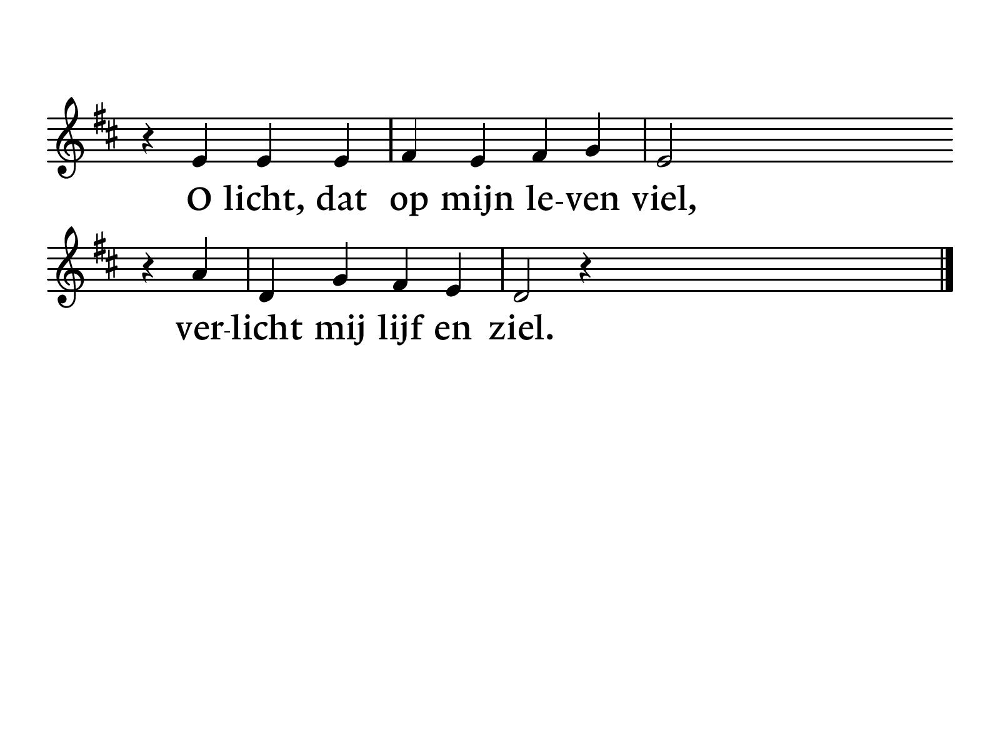 O licht, dat op mijn le-ven viel,
ver-licht mij lijf en ziel.